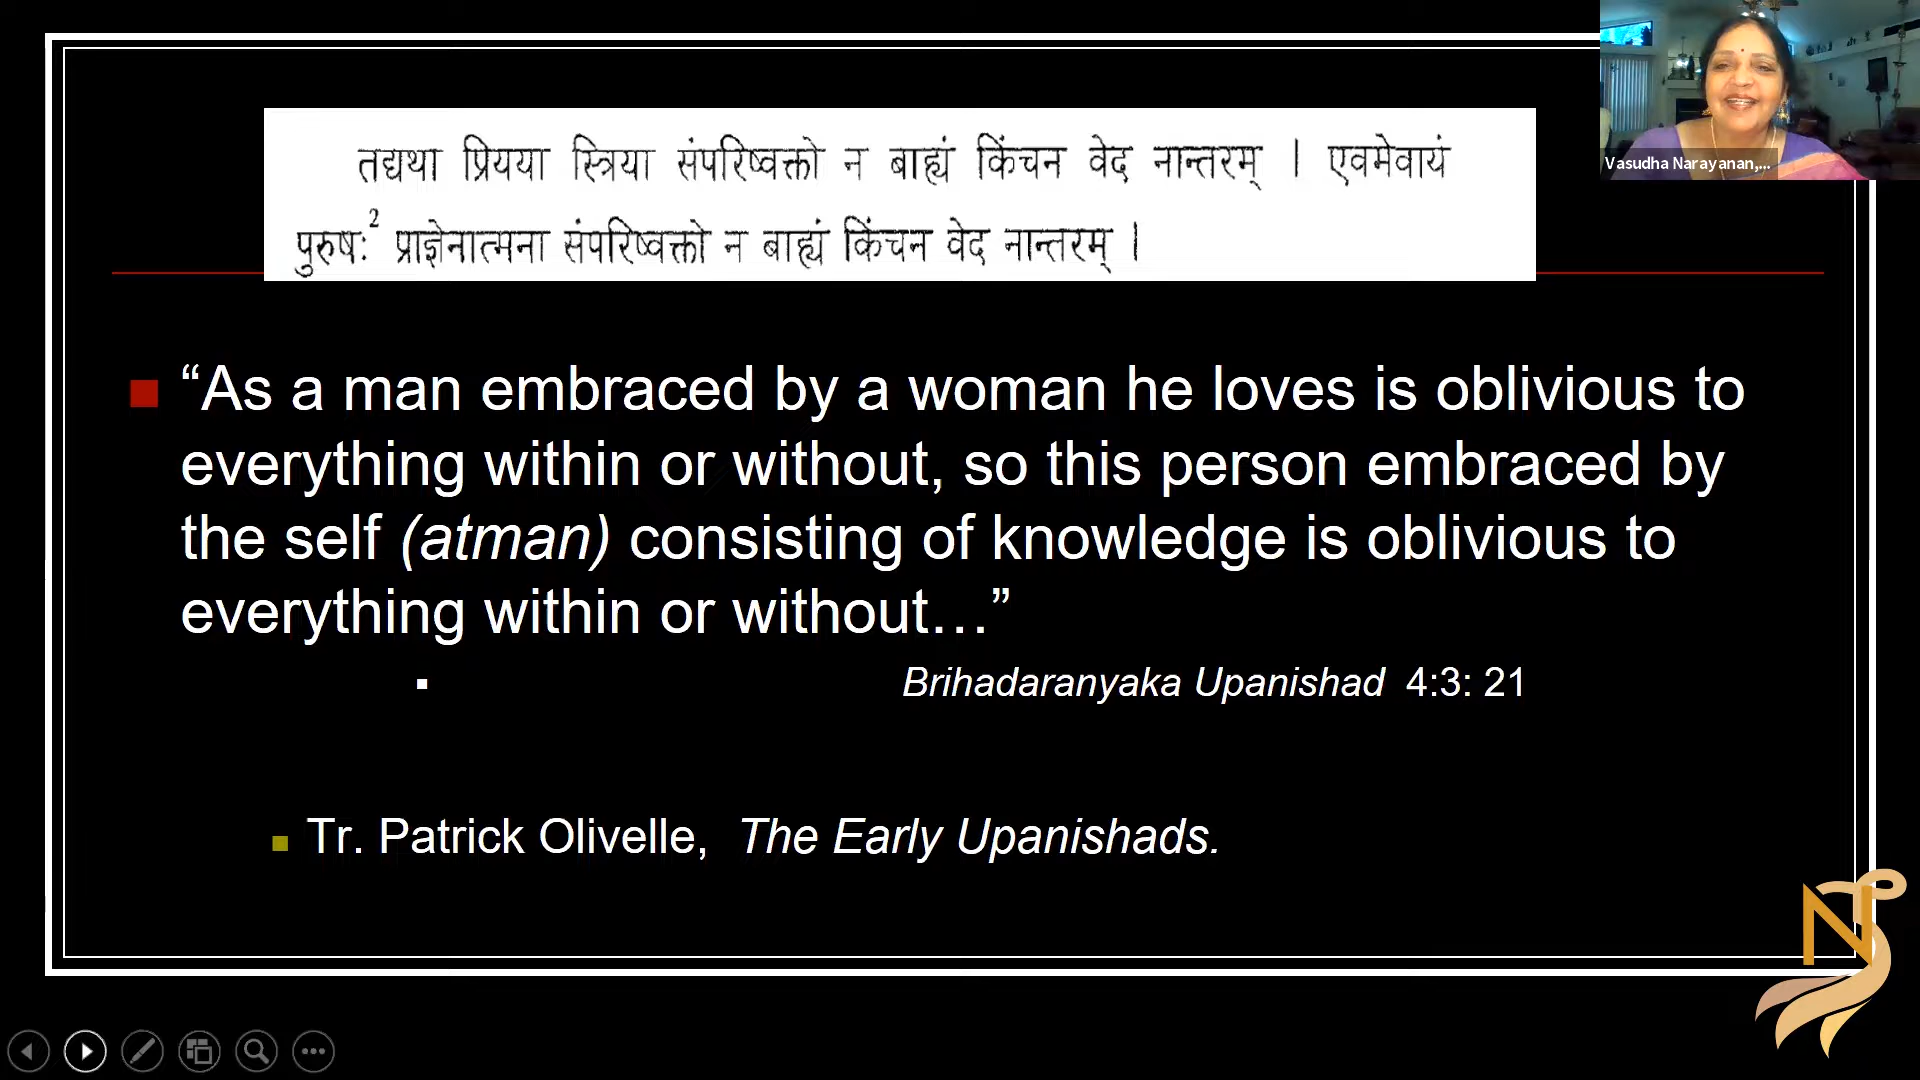 तद्यथा प्रियया स्त्रिया संपरिष्वक्तो न बाह्यं किंचन वेद नान्तरम् । एवमेवायं
पुरुषः2 प्राज्ञेनात्मना संपरिष्वक्तो न बाह्यं किंचन वेद नान्तरम् ।
Vasudha Narayanan,...
“As a man embraced by a woman he loves is oblivious to
everything within or without, so this person embraced by
the self (atman) consisting of knowledge is oblivious to
everything within or without…”
Brihadaranyaka Upanishad 4:3: 21
Tr. Patrick Olivelle, The Early Upanishads.
N